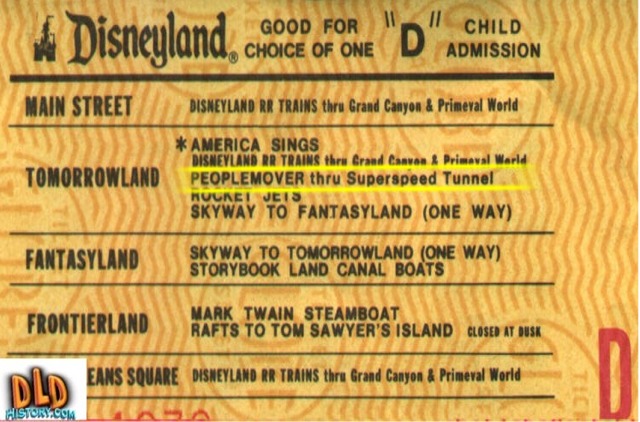 Disneyland® GOOD FOR CHOICE OF ONE "D" CHILD ADMISSION
MAIN STREET DISNEYLAND RR TRAINS thru Grand Canyon & Primeval World
TOMORROWLAND
* AMERICA SINGS
DISNEYLAND RR TRAINS thru Grand Canyon & Primeval World
PEOPLEMOVER thru Superspeed Tunnel
ROCKET JETS
SKYWAY TO FANTASYLAND (ONE WAY)
FANTASYLAND
SKYWAY TO TOMORROWLAND (ONE WAY)
STORYBOOK LAND CANAL BOATS
FRONTIERLAND
MARK TWAIN STEAMBOAT
RAFTS TO TOM SAWYER'S ISLAND CLOSED AT DUSK
EANS SQUARE DISNEYLAND RR TRAINS thru Grand Canyon & Primeval World
D
DLD
HISTORY.COM